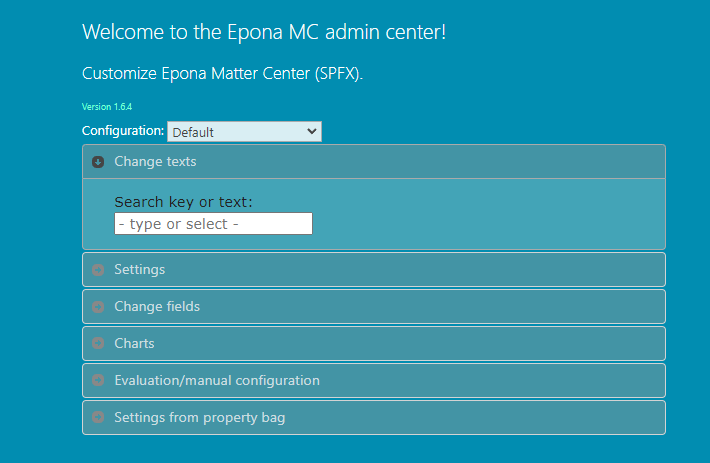 Welcome to the Epona MC admin center!
Customize Epona Matter Center (SPFX).
Version 1.6.4
Configuration: Default
Change texts
Search key or text:
- type or select -
Settings
Change fields
Charts
Evaluation/manual configuration
Settings from property bag